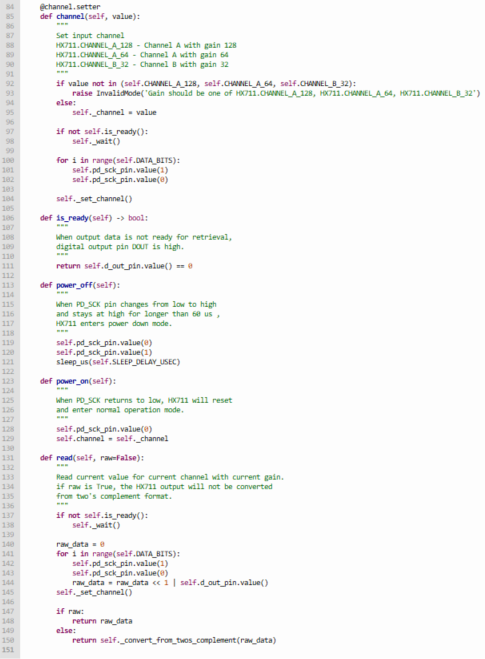 84 @channel.setter
85 def channel(self, value):
86 """
87 Set input channel
88 HX711.CHANNEL_A_128 - Channel A with gain 128
89 HX711.CHANNEL_A_64 - Channel A with gain 64
90 HX711.CHANNEL_B_32 - Channel B with gain 32
91 """
92 if value not in (self.CHANNEL_A_128, self.CHANNEL_A_64, self.CHANNEL_B_32):
93 raise InvalidMode('Gain should be one of HX711.CHANNEL_A_128, HX711.CHANNEL_A_64, HX711.CHANNEL_B_32')
94 else:
95 self._channel = value
96
97 if not self.is_ready():
98 self._wait()
99
100 for i in range(self.DATA_BITS):
101 self.pd_sck_pin.value(1)
102 self.pd_sck_pin.value(0)
103
104 self._set_channel()
105
106 def is_ready(self) -> bool:
107 """
108 When output data is not ready for retrieval,
109 digital output pin DOUT is high.
110 """
111 return self.d_out_pin.value() == 0
112
113 def power_off(self):
114 """
115 When PD_SCK pin changes from low to high
116 and stays at high for longer than 60 us ,
117 HX711 enters power down mode.
118 """
119 self.pd_sck_pin.value(0)
120 self.pd_sck_pin.value(1)
121 sleep_us(self.SLEEP_DELAY_USEC)
122
123 def power_on(self):
124 """
125 When PD_SCK returns to low, HX711 will reset
126 and enter normal operation mode.
127 """
128 self.pd_sck_pin.value(0)
129 self.channel = self._channel
130
131 def read(self, raw=False):
132 """
133 Read current value for current channel with current gain.
134 if raw is True, the HX711 output will not be converted
135 from two's complement format.
136 """
137 if not self.is_ready():
138 self._wait()
139
140 raw_data = 0
141 for i in range(self.DATA_BITS):
142 self.pd_sck_pin.value(1)
143 self.pd_sck_pin.value(0)
144 raw_data = raw_data << 1 | self.d_out_pin.value()
145 self._set_channel()
146
147 if raw:
148 return raw_data
149 else:
150 return self._convert_from_twos_complement(raw_data)
151